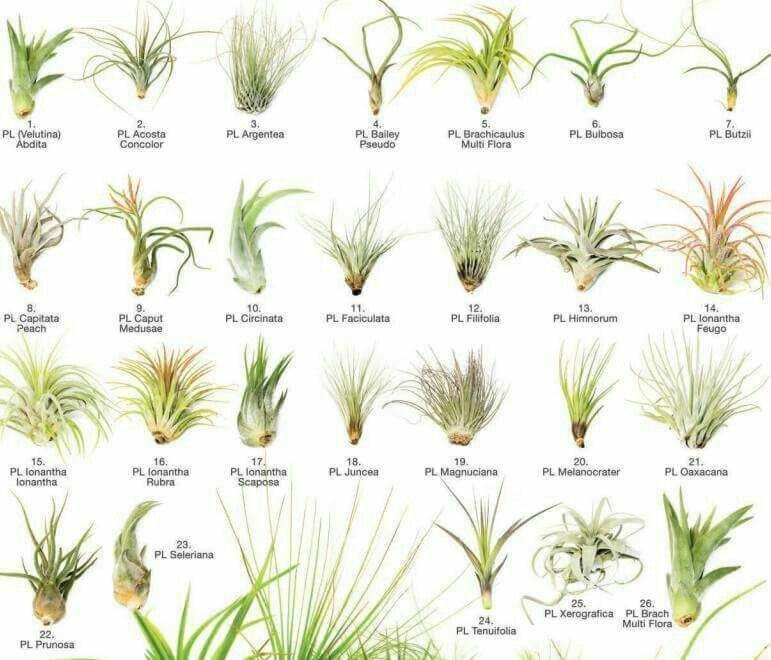 1.
PL (Velutina)
Abdita
2.
PL Acosta
Concolor
3.
PL Argentea
4.
PL Bailey
Pseudo
5.
PL Brachicaulus
Multi Flora
6.
PL Bulbosa
7.
PL Butzii
8.
PL Capitata
Peach
9.
PL Caput
Medusae
10.
PL Circinata
11.
PL Faciculata
12.
PL Filifolia
13.
PL Himnorum
14.
PL Ionantha
Feugo
15.
PL Ionantha
Ionantha
16.
PL Ionantha
Rubra
17.
PL Ionantha
Scaposa
18.
PL Juncea
19.
PL Magnuciana
20.
PL Melanocrater
21.
PL Oaxacana
22.
PL Prunosa
23.
PL Seleriana
24.
PL Tenuifolia
25.
PL Xerografica
26.
PL Brach
Multi Flora